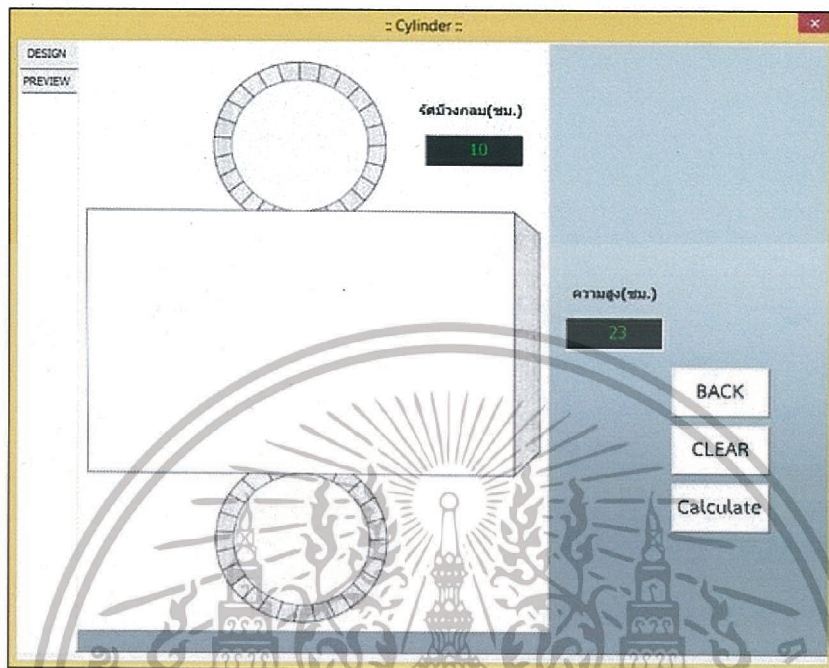 :: Cylinder ::
x
DESIGN
PREVIEW
รัศมีวงกลม(ซม.)
10
ความสูง(ซม.)
23
BACK
CLEAR
Calculate